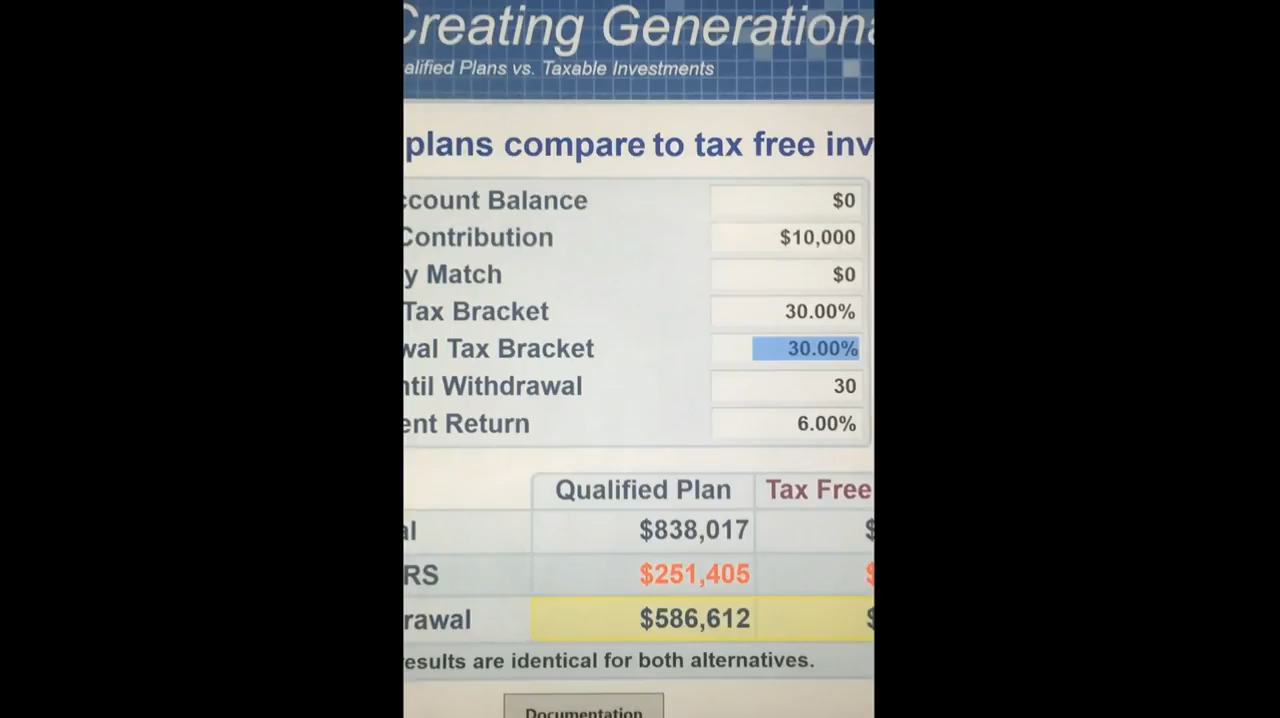 Creating Generationa
alified Plans vs. Taxable Investments
plans compare to tax free inv
ccount Balance $0
Contribution $10,000
y Match $0
Tax Bracket 30.00%
wal Tax Bracket 30.00%
ntil Withdrawal 30
ent Return 6.00%
Qualified Plan Tax Free
al $838,017 $
RS $251,405 $
rawal $586,612 $
esults are identical for both alternatives.
Documentation